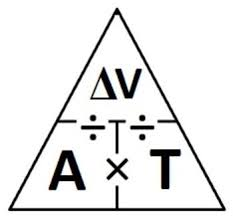 ΔV
÷ ÷
A × T